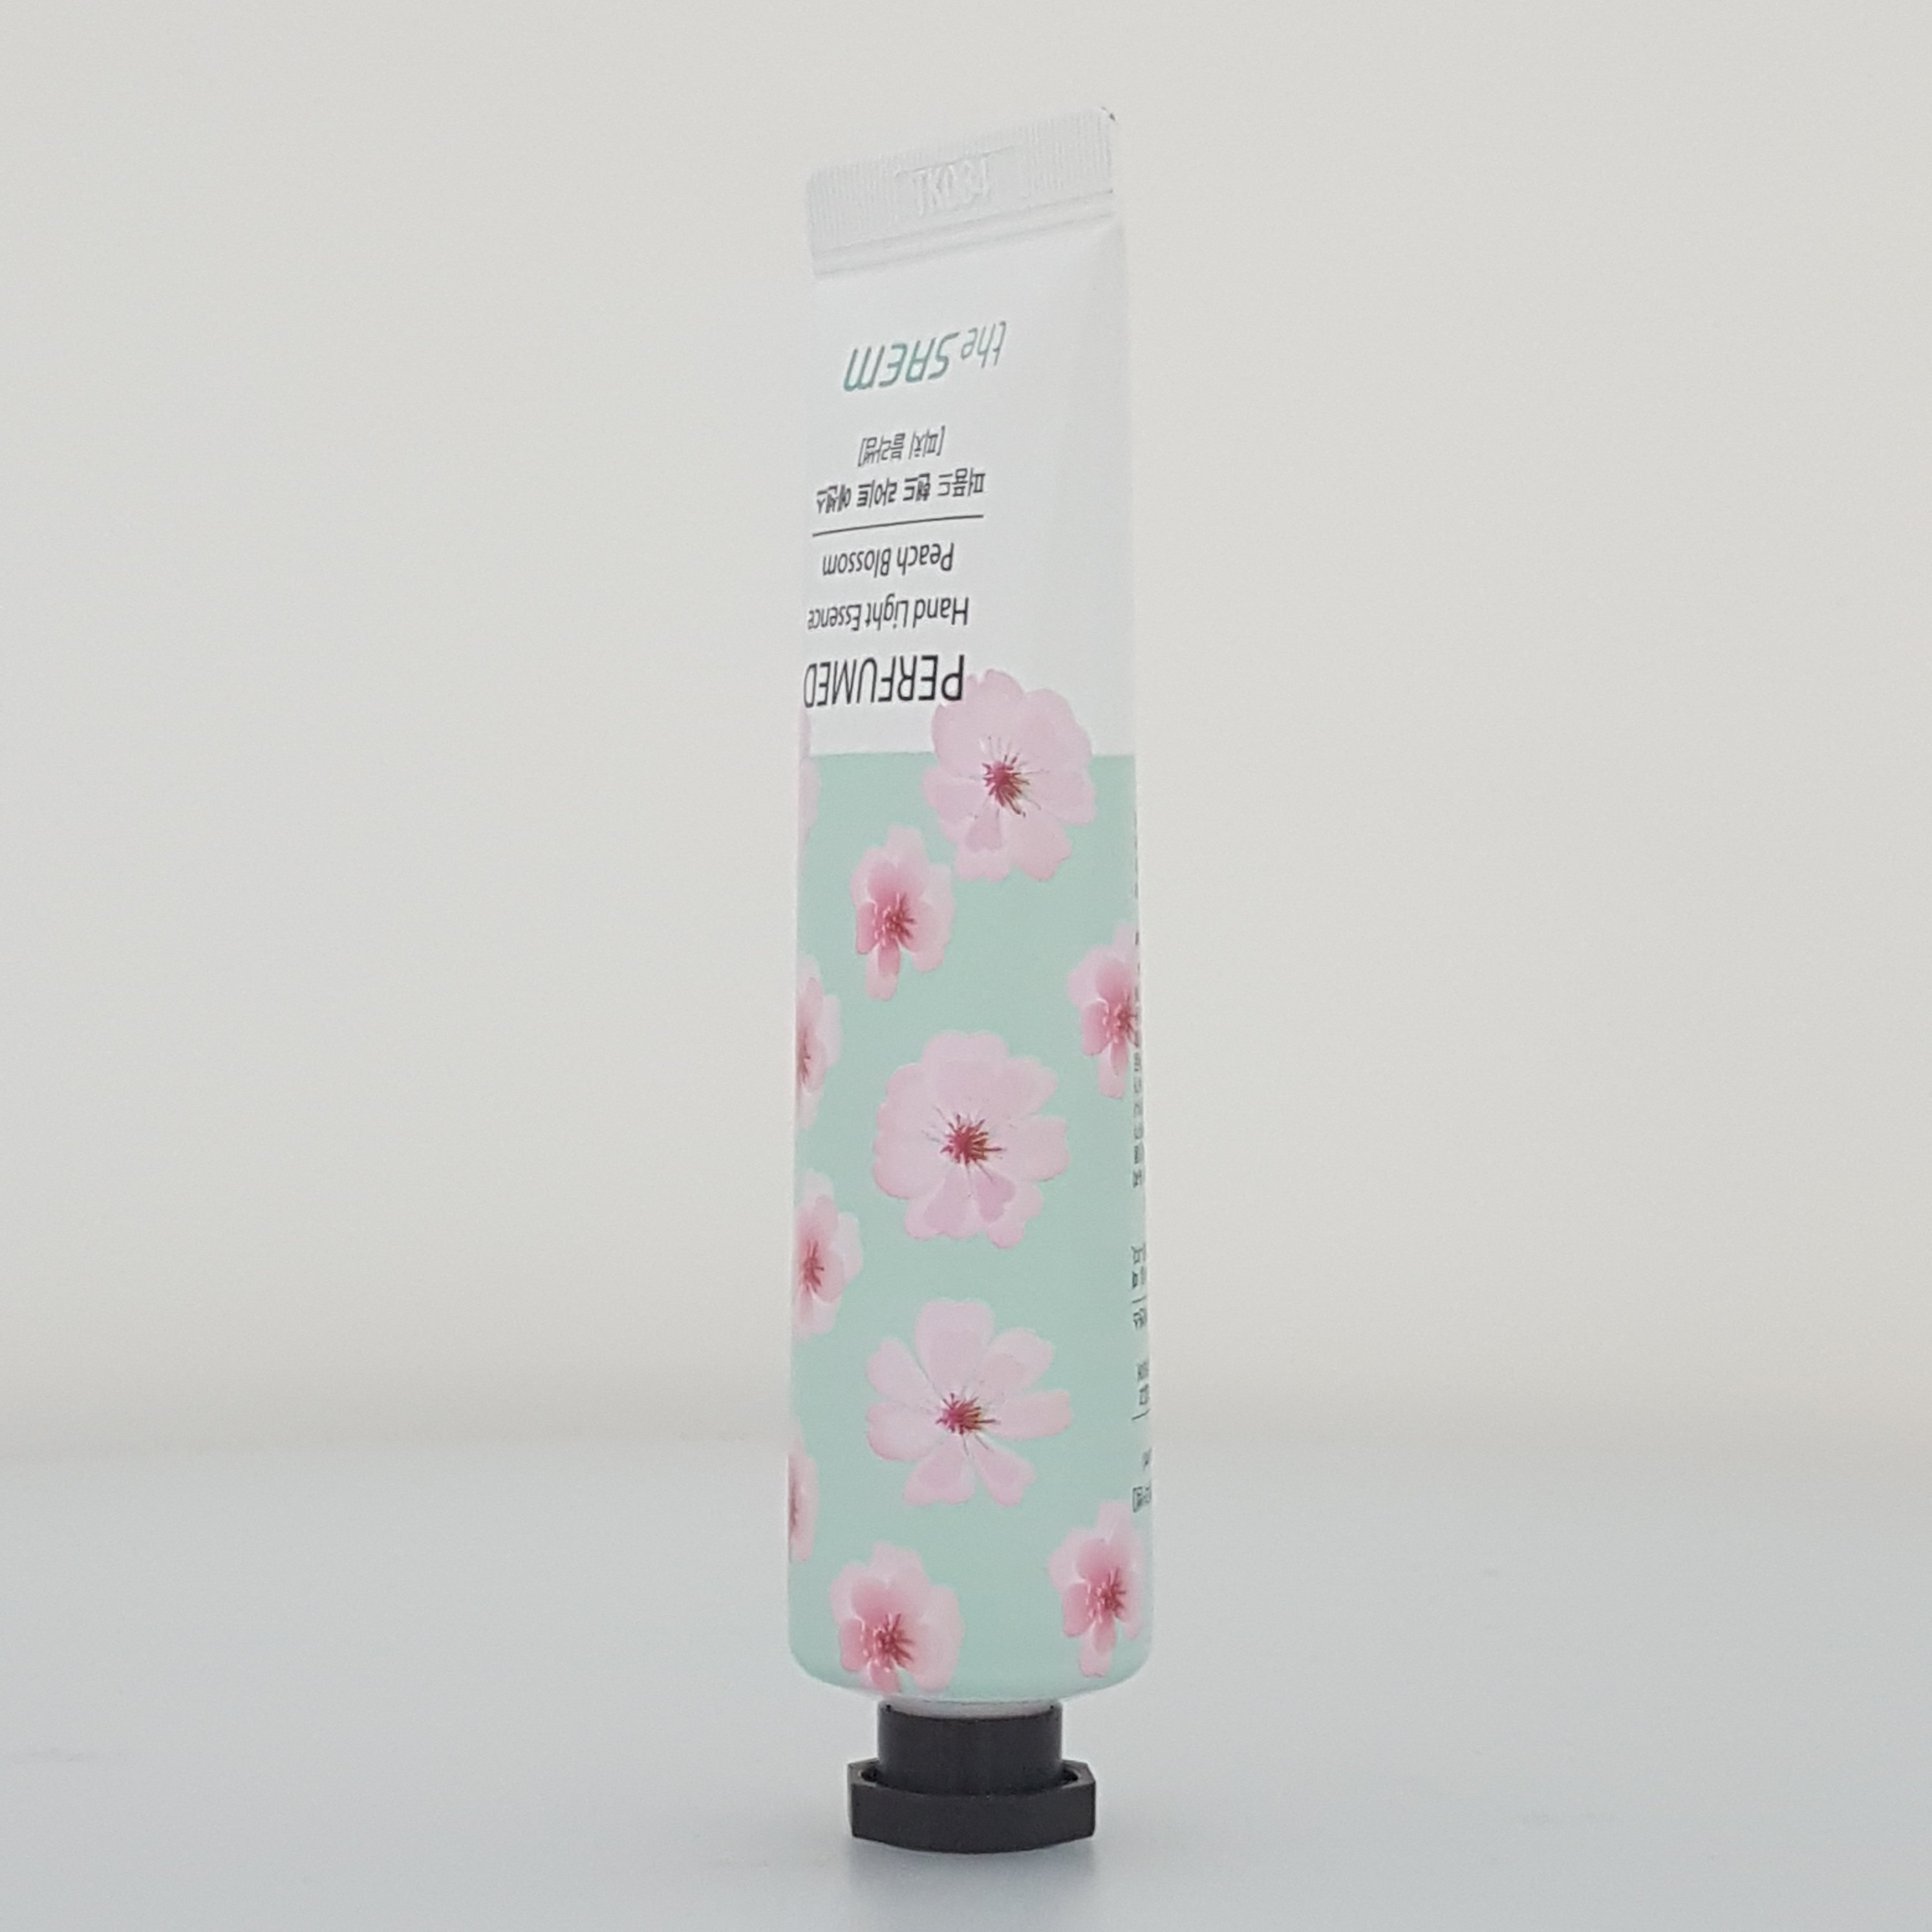 PERFUMED
Hand Light Essence
Peach Blossom
퍼퓸드 핸드 라이트 에센스
[피치 블라썸]
the SAEM